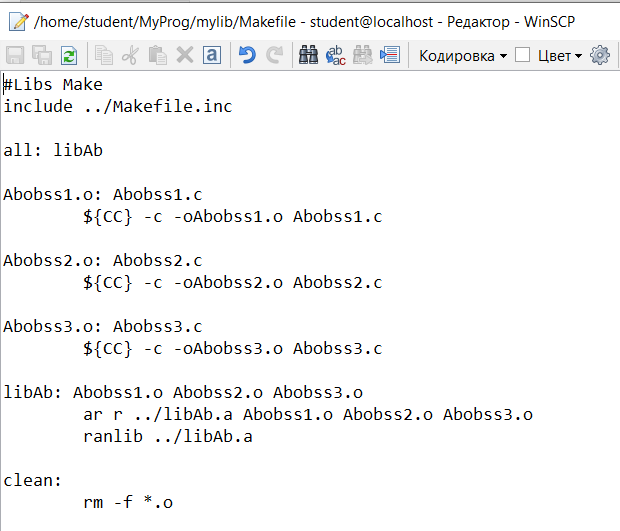 /home/student/MyProg/mylib/Makefile - student@localhost - Редактор - WinSCP
Кодировка Цвет
#Libs Make
include ../Makefile.inc
all: libAb
Abobss1.o: Abobss1.c
${CC} -c -oAbobss1.o Abobss1.c
Abobss2.o: Abobss2.c
${CC} -c -oAbobss2.o Abobss2.c
Abobss3.o: Abobss3.c
${CC} -c -oAbobss3.o Abobss3.c
libAb: Abobss1.o Abobss2.o Abobss3.o
ar r ../libAb.a Abobss1.o Abobss2.o Abobss3.o
ranlib ../libAb.a
clean:
rm -f *.o